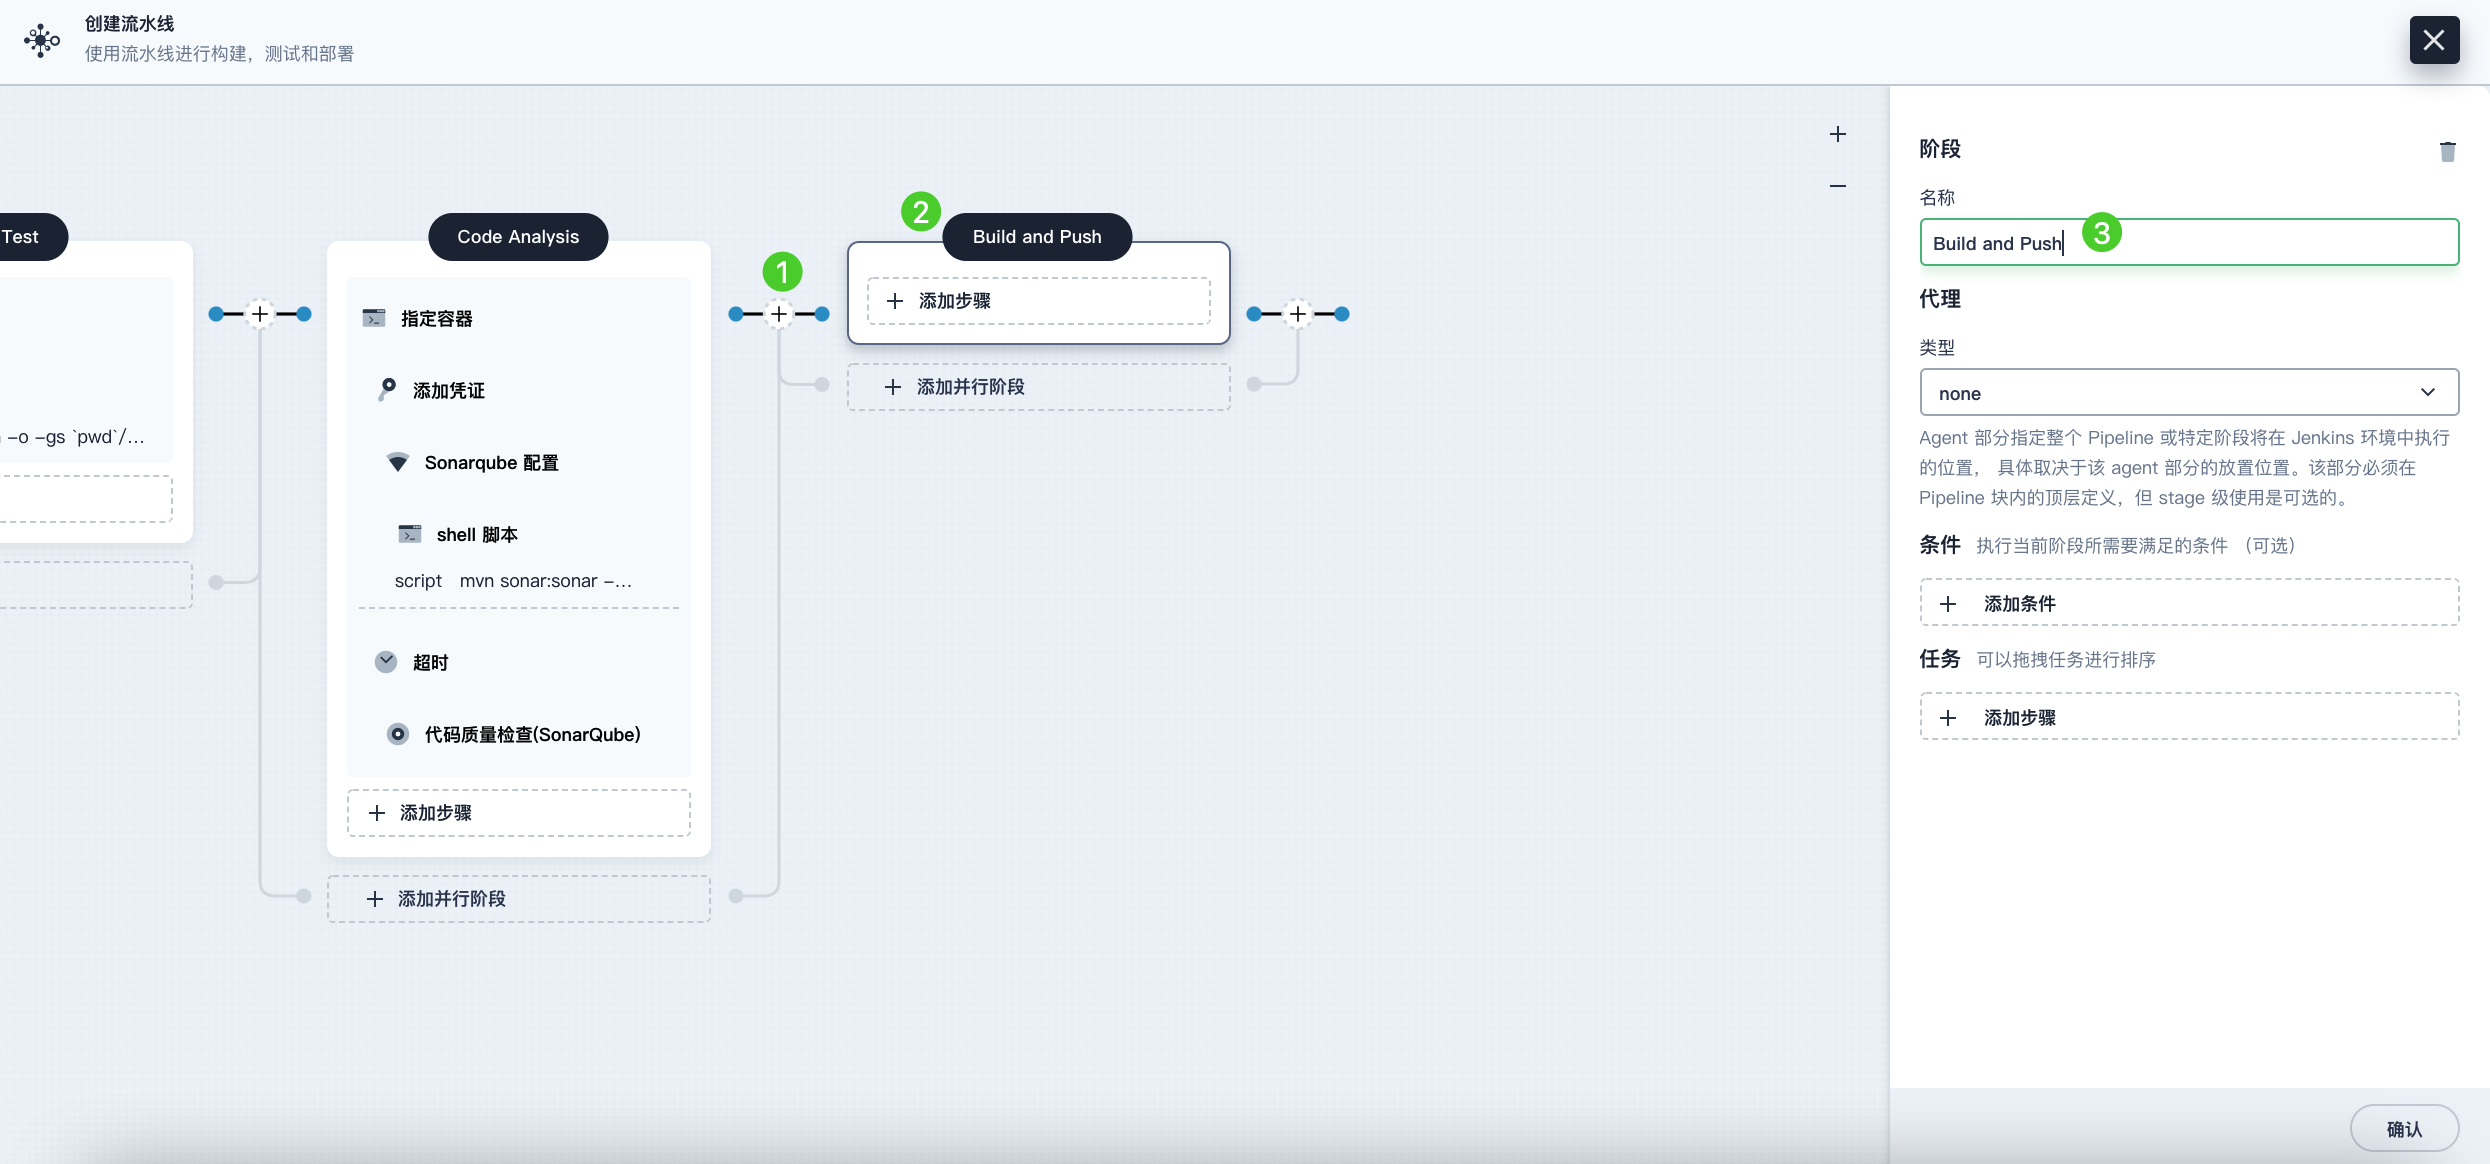 创建流水线
使用流水线进行构建，测试和部署
Test
-o -gs `pwd`/...
Code Analysis
指定容器
添加凭证
Sonarqube 配置
shell 脚本
script mvn sonar:sonar -...
超时
代码质量检查(SonarQube)
添加步骤
添加并行阶段
1
2
Build and Push
添加步骤
添加并行阶段
阶段
名称
Build and Push
3
代理
类型
none
Agent 部分指定整个 Pipeline 或特定阶段将在 Jenkins 环境中执行
的位置， 具体取决于该 agent 部分的放置位置。该部分必须在
Pipeline 块内的顶层定义，但 stage 级使用是可选的。
条件 执行当前阶段所需要满足的条件 （可选）
添加条件
任务 可以拖拽任务进行排序
添加步骤
确认